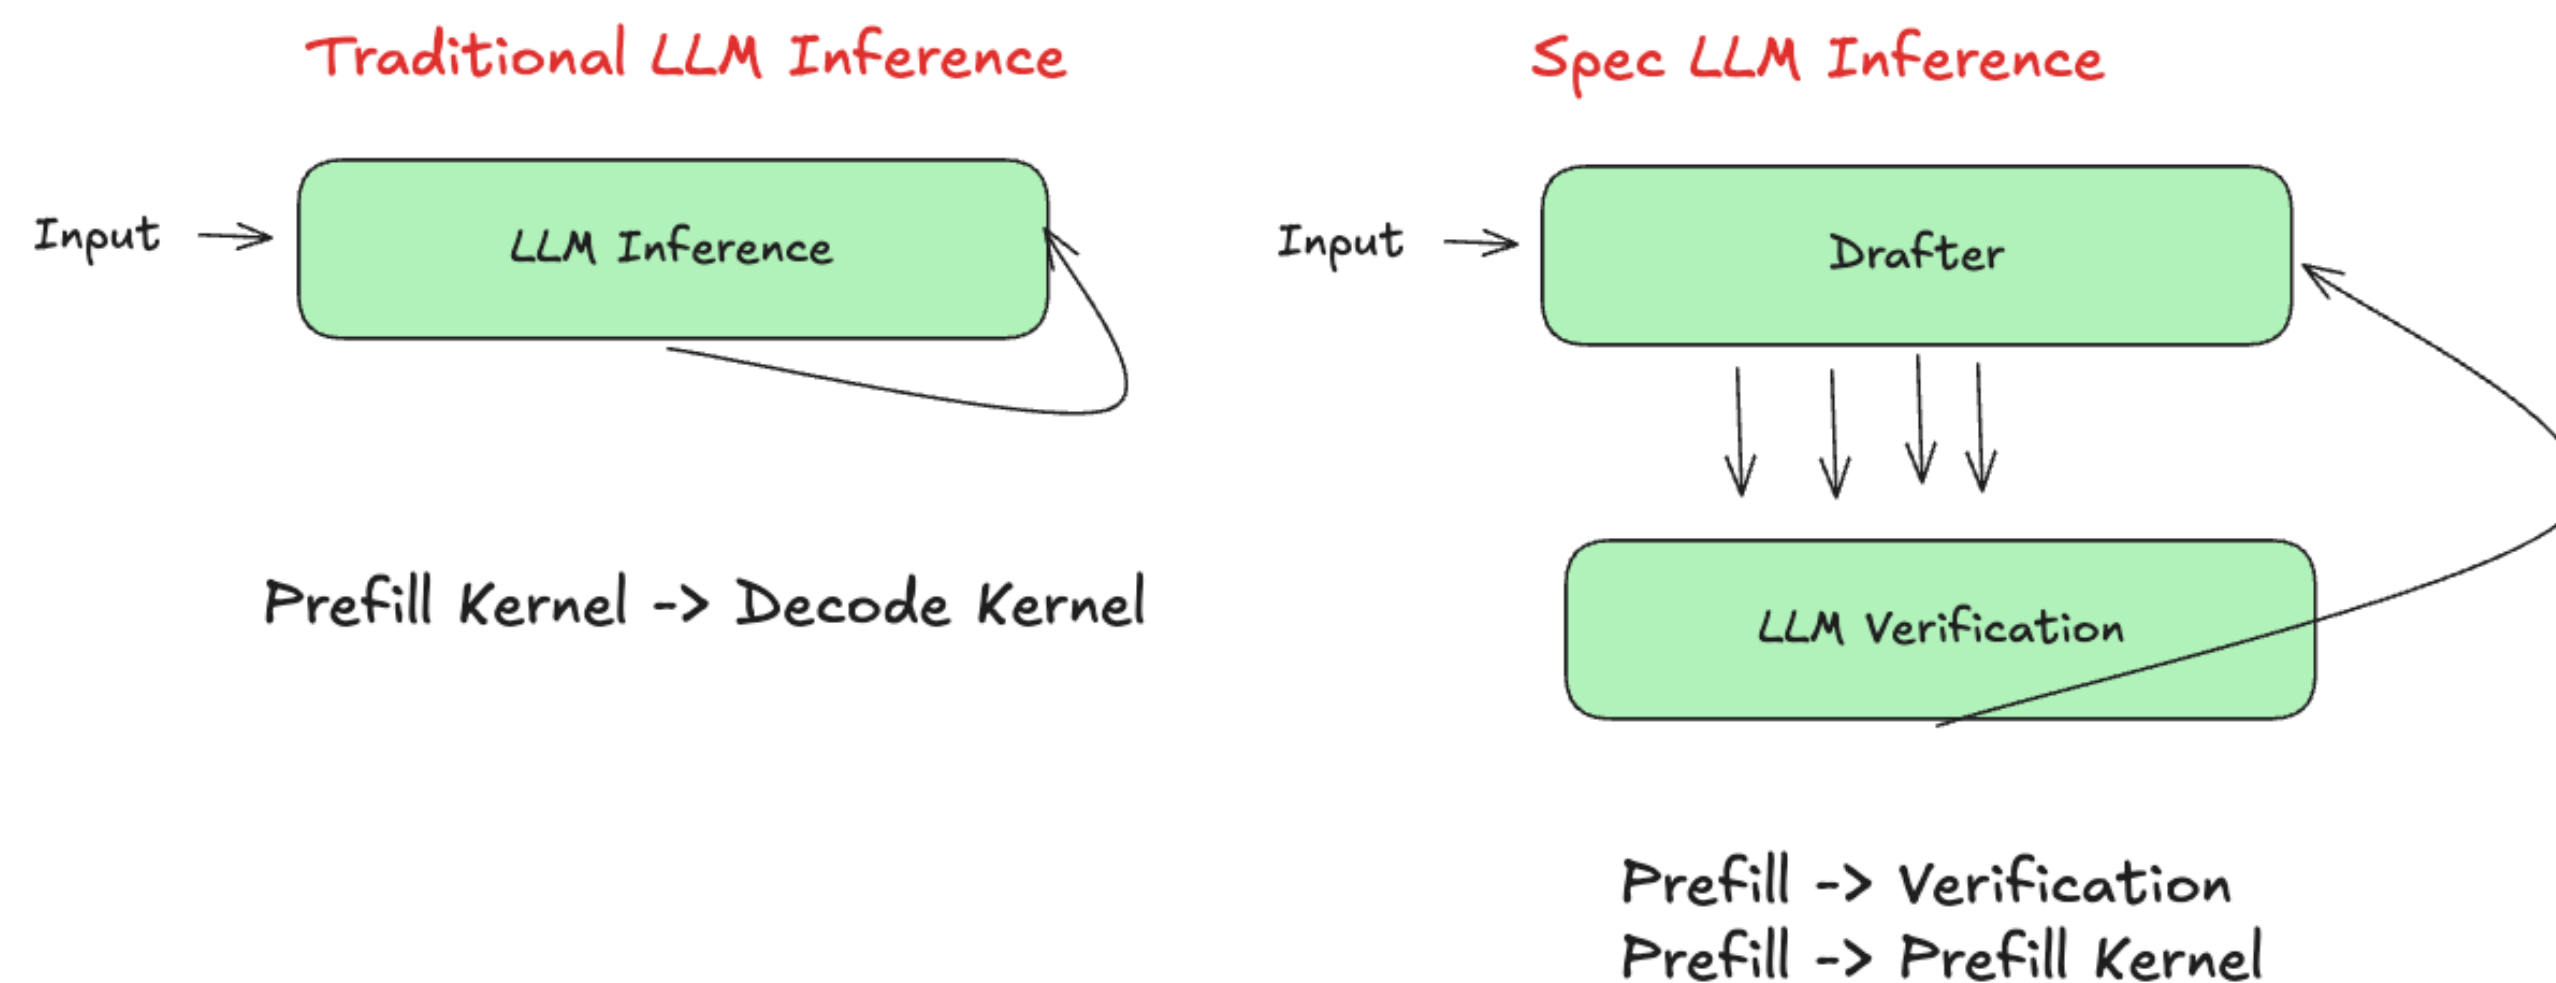 Traditional LLM Inference
Input
LLM Inference
Prefill Kernel -> Decode Kernel
Spec LLM Inference
Input
Drafter
LLM Verification
Prefill -> Verification
Prefill -> Prefill Kernel